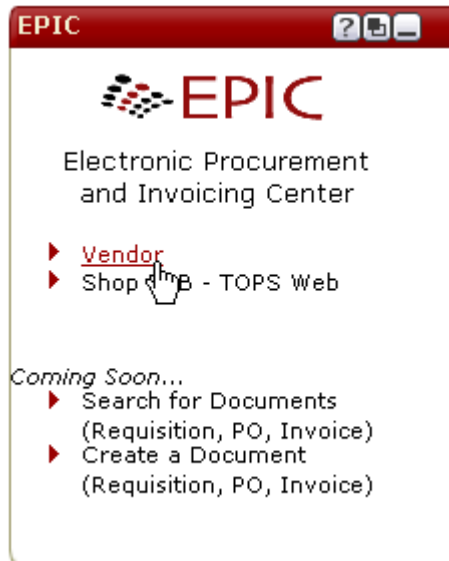 EPIC
EPIC
Electronic Procurement
and Invoicing Center
Vendor
Shop B - TOPS Web
Coming Soon...
Search for Documents
(Requisition, PO, Invoice)
Create a Document
(Requisition, PO, Invoice)